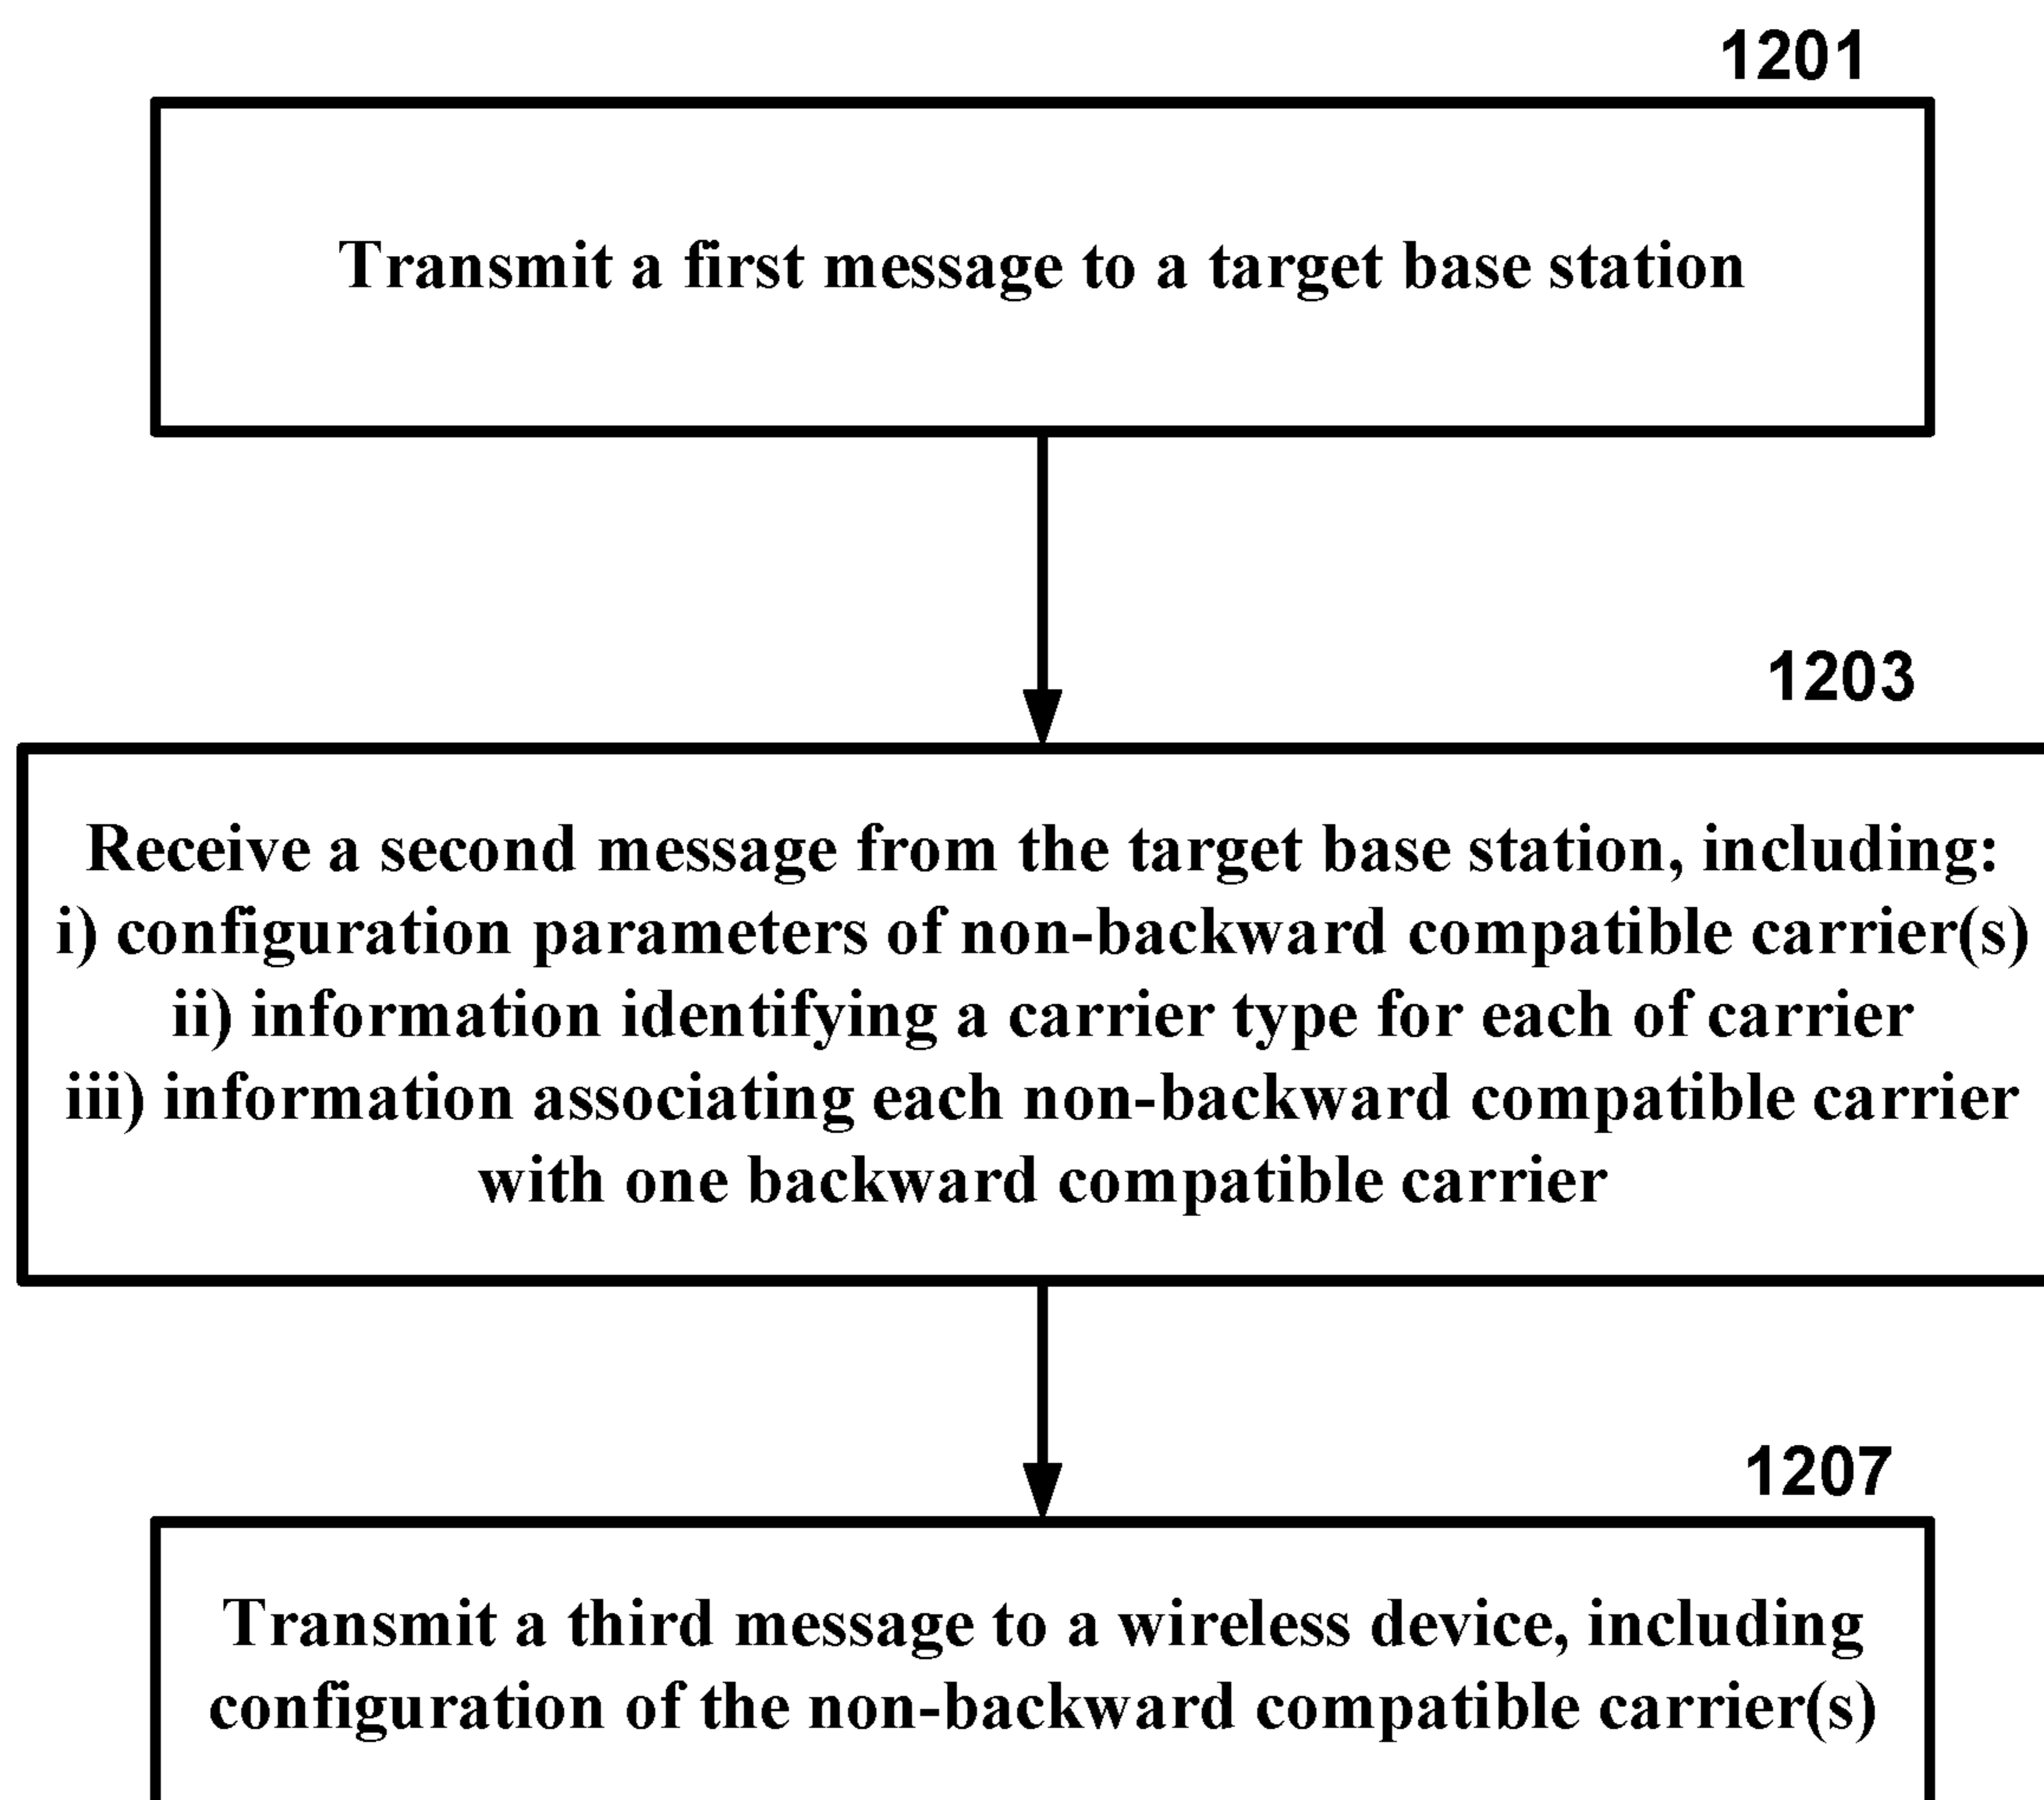 1201
Transmit a first message to a target base station
1203
Receive a second message from the target base station, including:
i) configuration parameters of non-backward compatible carrier(s)
ii) information identifying a carrier type for each of carrier
iii) information associating each non-backward compatible carrier
with one backward compatible carrier
1207
Transmit a third message to a wireless device, including
configuration of the non-backward compatible carrier(s)